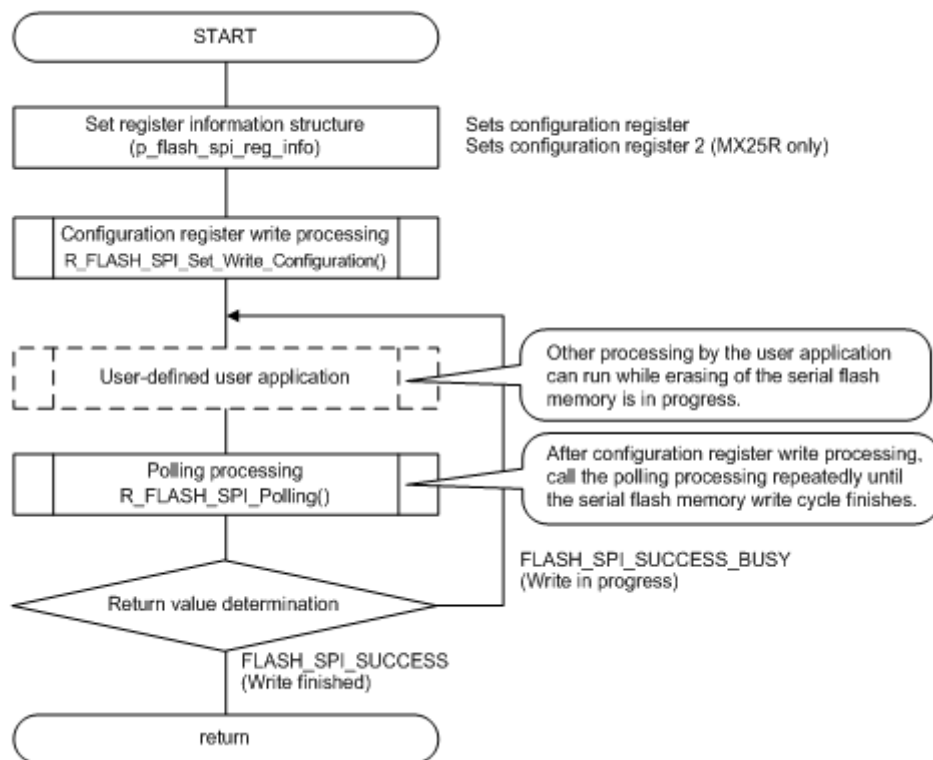 START
Set register information structure
(p_flash_spi_reg_info)
Sets configuration register
Sets configuration register 2 (MX25R only)
Configuration register write processing
R_FLASH_SPI_Set_Write_Configuration()
User-defined user application
Other processing by the user application
can run while erasing of the serial flash
memory is in progress.
Polling processing
R_FLASH_SPI_Polling()
After configuration register write processing,
call the polling processing repeatedly until
the serial flash memory write cycle finishes.
FLASH_SPI_SUCCESS_BUSY
(Write in progress)
Return value determination
FLASH_SPI_SUCCESS
(Write finished)
return